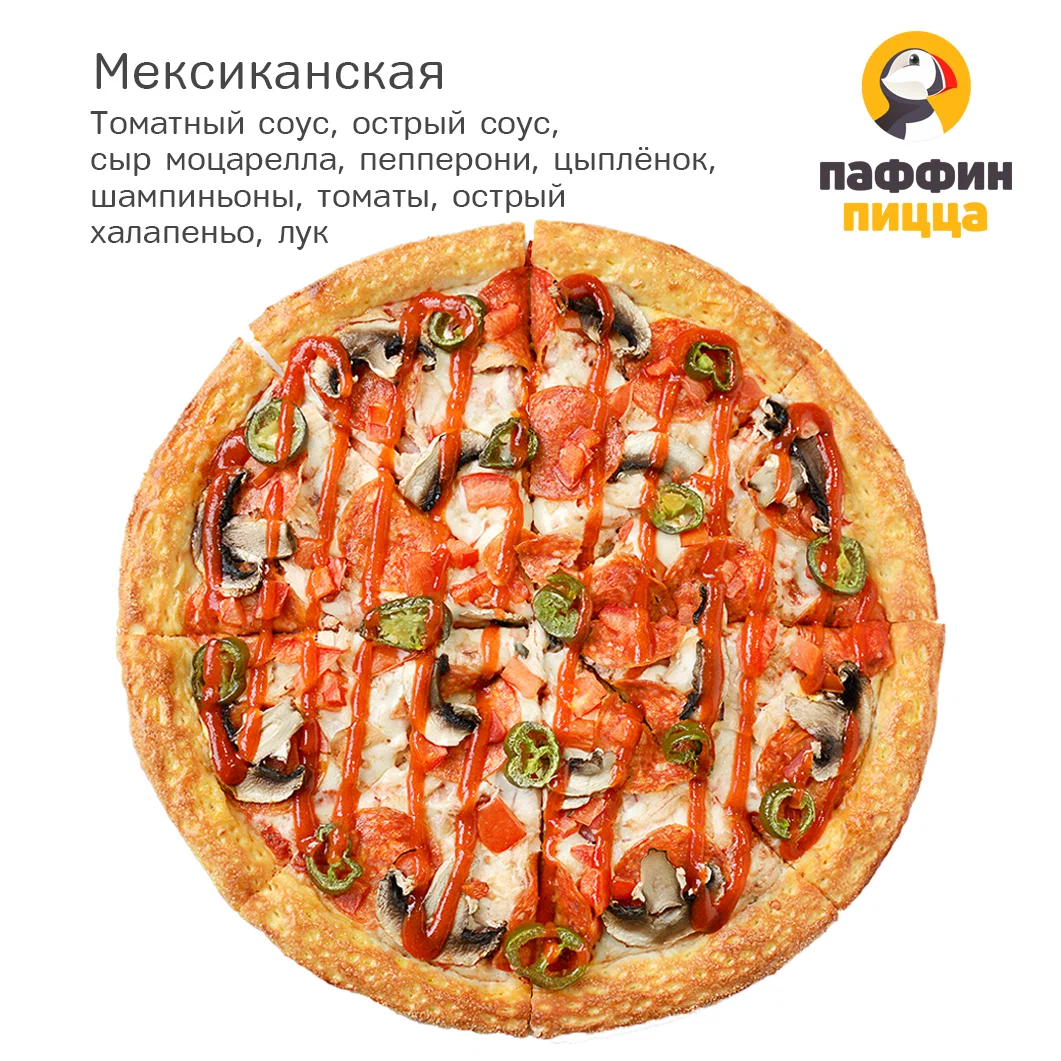 Мексиканская
Томатный соус, острый соус,
сыр моцарелла, пепперони, цыплёнок,
шампиньоны, томаты, острый
халапеньо, лук
паффин
пицца